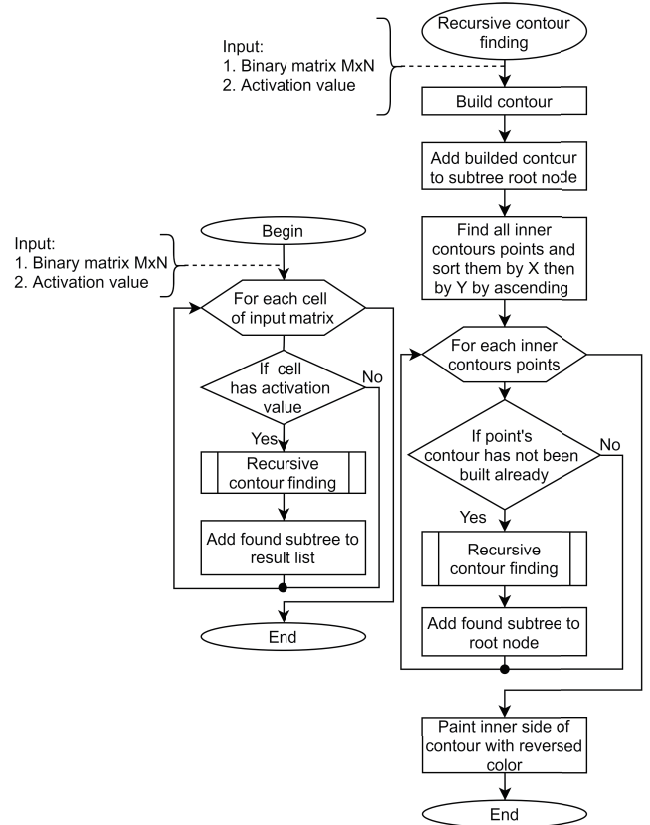 Input:
1. Binary matrix MxN
2. Activation value
Begin
For each cell
of input matrix
If cell
has activation
value
No
Yes
Recursive
contour finding
Add found subtree to
result list
End
Input:
1. Binary matrix MxN
2. Activation value
Recursive contour
finding
Build contour
Add builded contour
to subtree root node
Find all inner
contours points and
sort them by X then
by Y by ascending
For each inner
contours points
If point's
contour has not been
built already
No
Yes
Recursive
contour finding
Add found subtree to
root node
Paint inner side of
contour with reversed
color
End